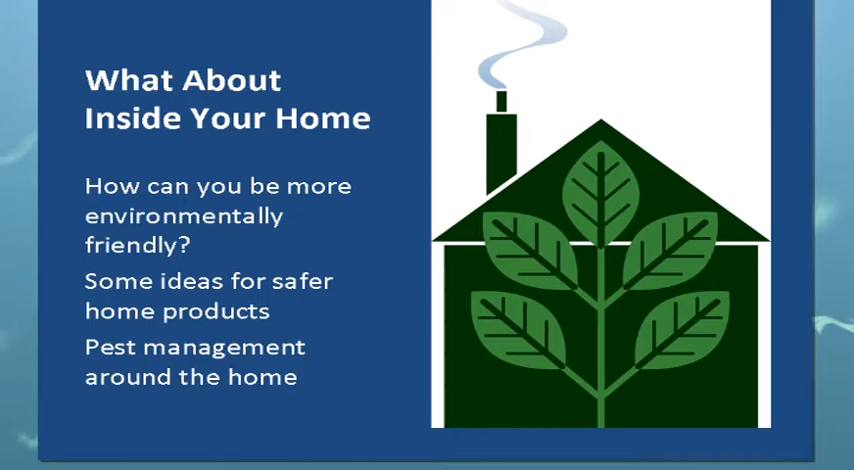 What About
Inside Your Home
How can you be more
environmentally
friendly?
Some ideas for safer
home products
Pest management
around the home